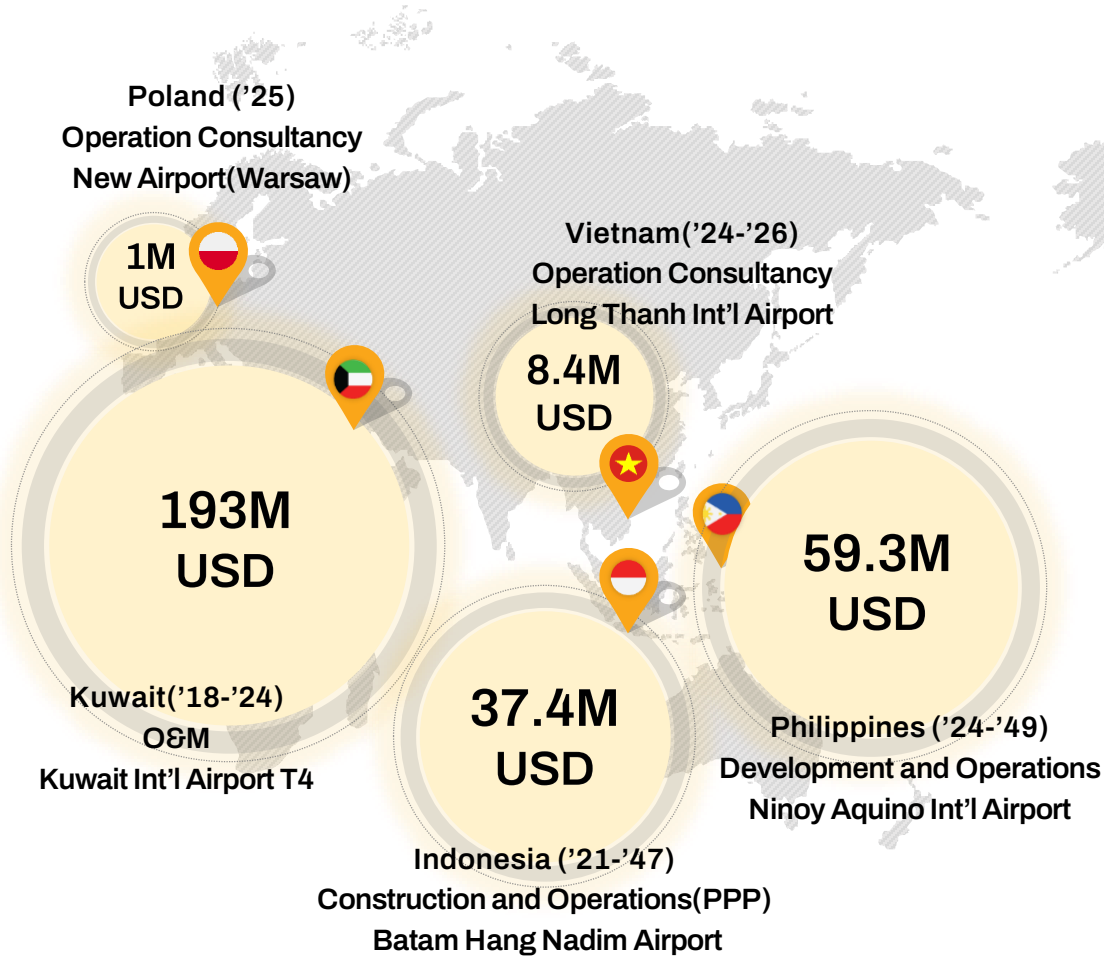 Poland (’25)
Operation Consultancy
New Airport(Warsaw)
1M
USD
Vietnam(’24-’26)
Operation Consultancy
Long Thanh Int’l Airport
8.4M
USD
193M
USD
Kuwait(’18-’24)
O&M
Kuwait Int’l Airport T4
59.3M
USD
Philippines (’24-’49)
Development and Operations
Ninoy Aquino Int’l Airport
37.4M
USD
Indonesia (’21-’47)
Construction and Operations(PPP)
Batam Hang Nadim Airport